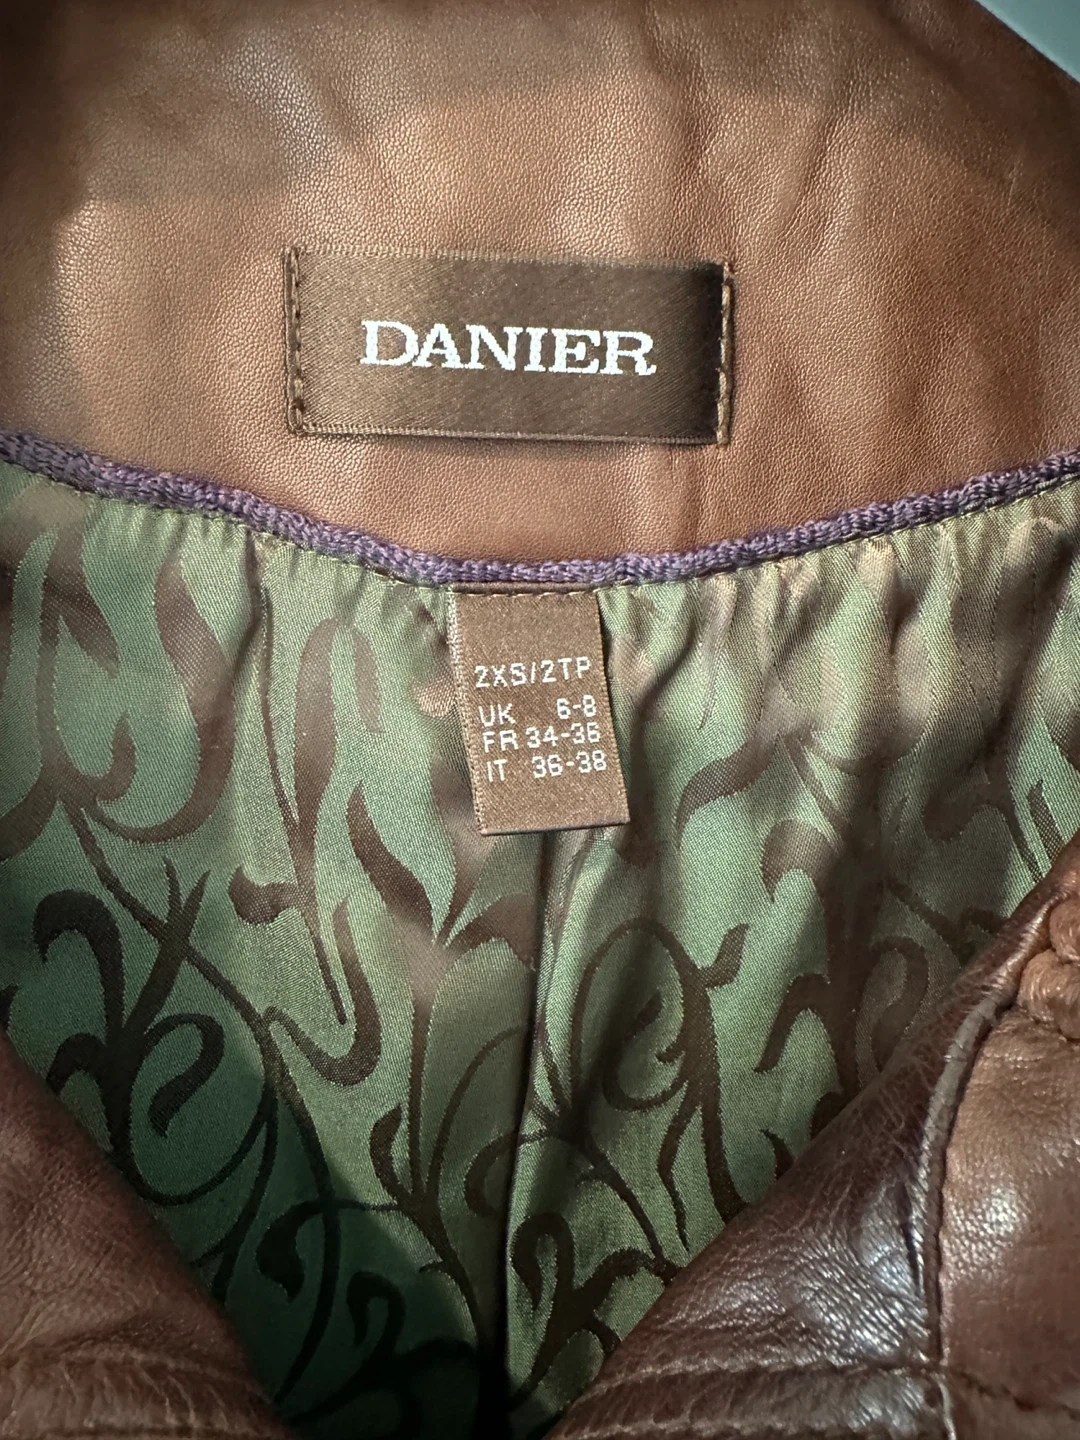 DANIER
2XS/2TP
UK 6-8
FR 34-36
IT 36-38